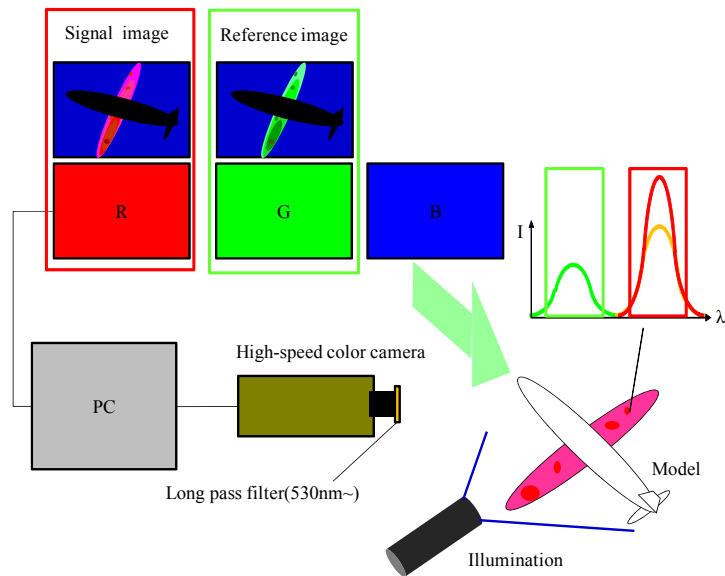 Signal image
Reference image
R
G
B
I
λ
High-speed color camera
PC
Model
Long pass filter(530nm~)
Illumination